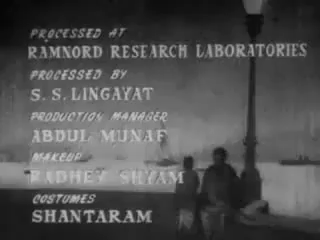 PROCESSED AT
RAMNORD RESEARCH LABORATORIES
PROCESSED BY
S. S. LINGAYAT
PRODUCTION MANAGER
ABDUL MUNAF
MAKEUP
RADHEY SHYAM
COSTUMES
SHANTARAM